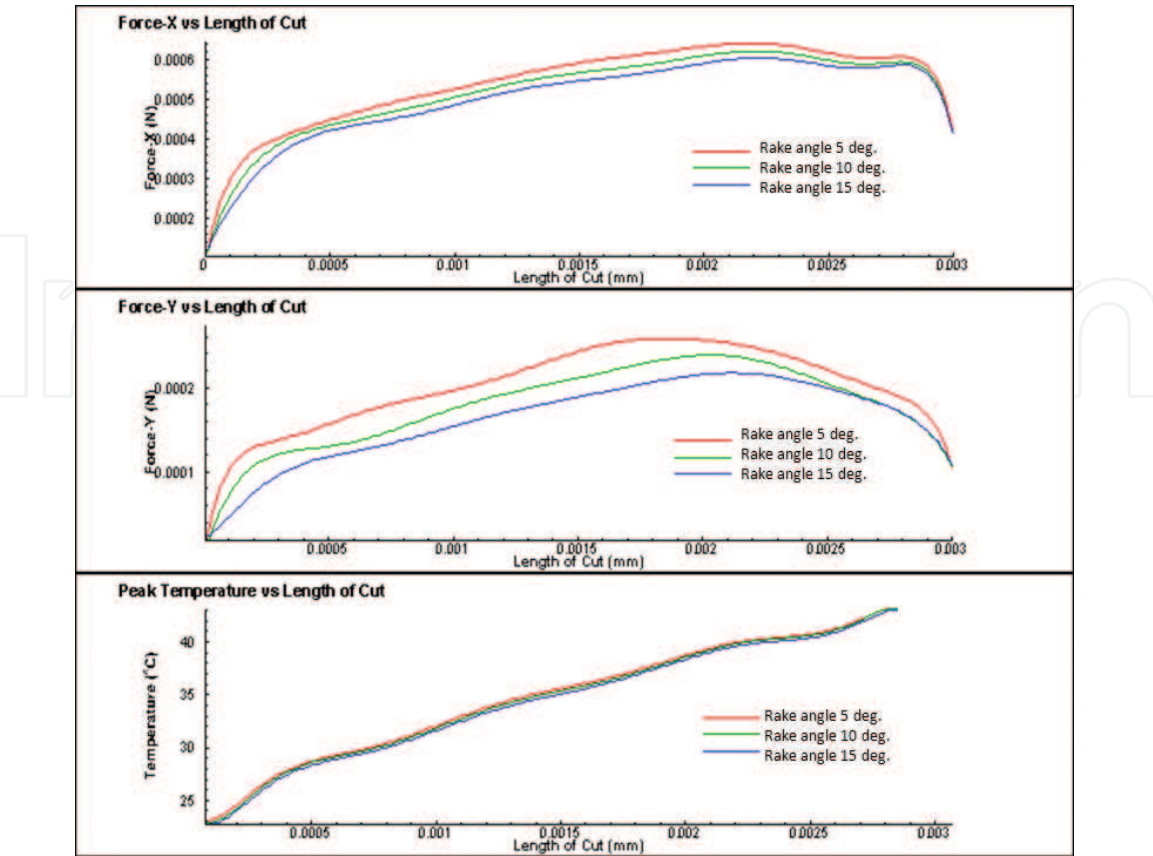 Force-X vs Length of Cut
Force-X (N)
0.0006
0.0005
0.0004
0.0003
0.0002
Rake angle 5 deg.
Rake angle 10 deg.
Rake angle 15 deg.
0 0.0005 0.001 0.0015 0.002 0.0025 0.003
Length of Cut (mm)
Force-Y vs Length of Cut
Force-Y (N)
0.0002
0.0001
Rake angle 5 deg.
Rake angle 10 deg.
Rake angle 15 deg.
0.0005 0.001 0.0015 0.002 0.0025 0.003
Length of Cut (mm)
Peak Temperature vs Length of Cut
Temperature (°C)
40
35
30
25
Rake angle 5 deg.
Rake angle 10 deg.
Rake angle 15 deg.
0.0005 0.001 0.0015 0.002 0.0025 0.003
Length of Cut (mm)